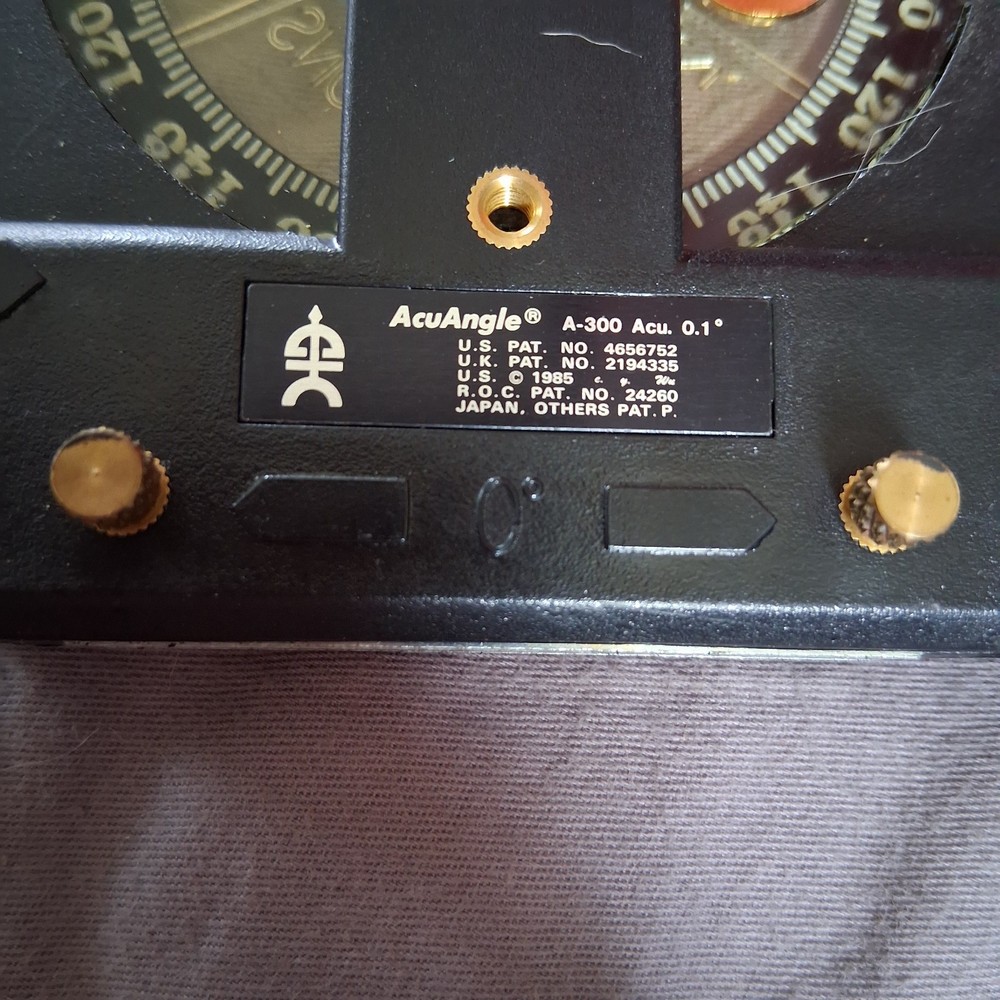 120
140
120
140
AcuAngle® A-300 Acu. 0.1°
U.S. PAT. NO. 4656752
U.K. PAT. NO. 2194335
U.S. © 1985 c. y. Wu
R.O.C. PAT. NO. 24260
JAPAN, OTHERS PAT. P.
0°